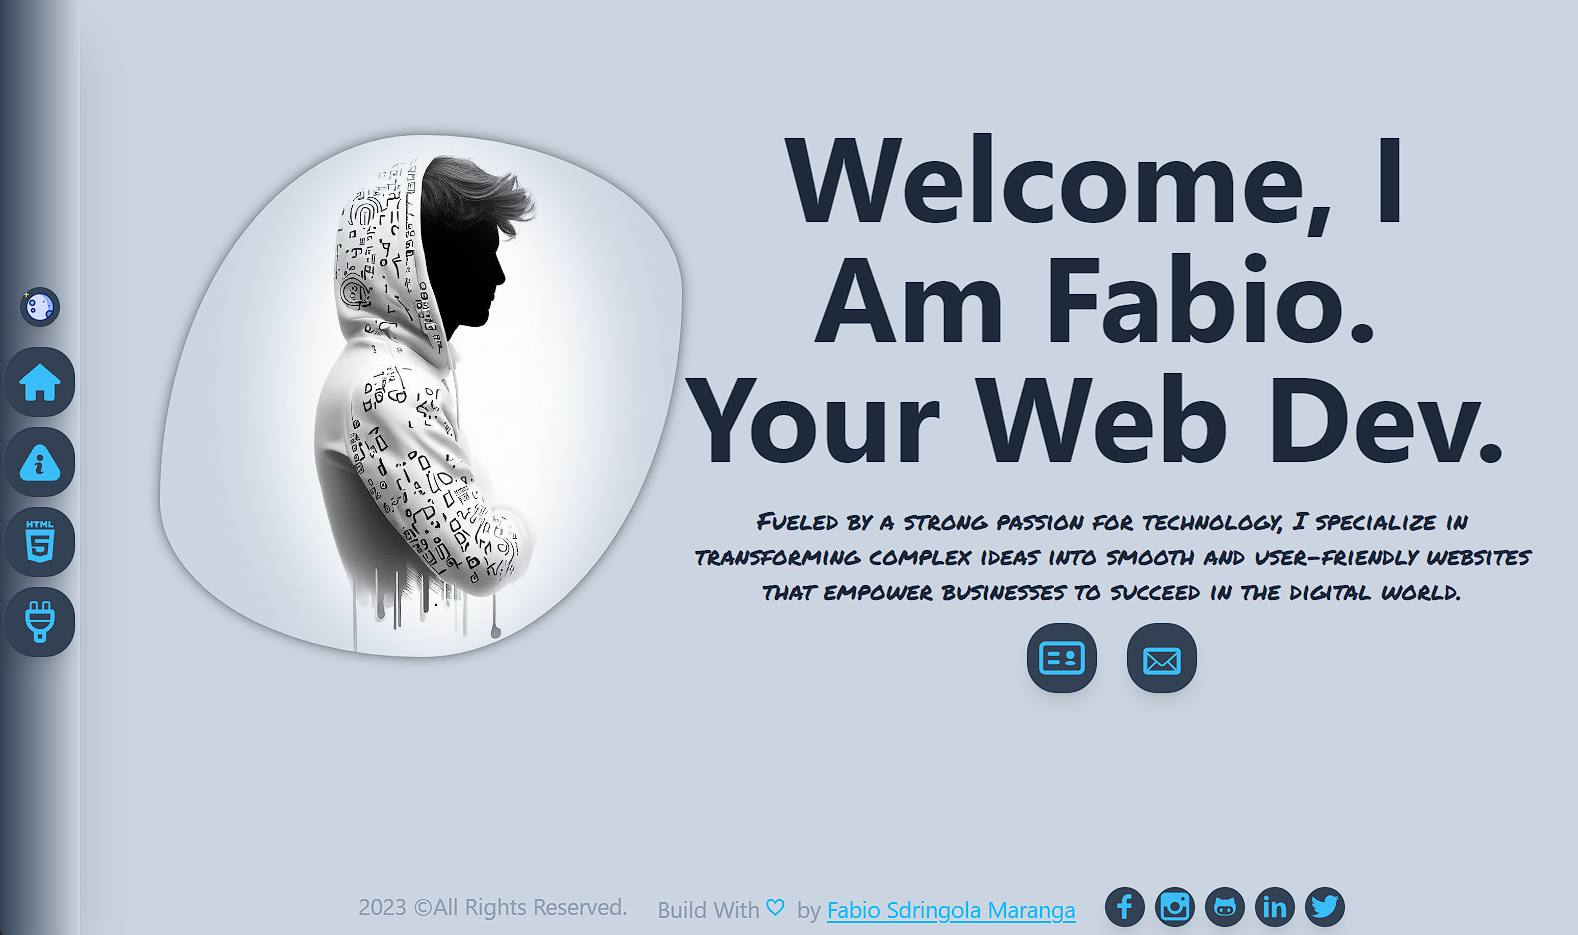 Welcome, I
Am Fabio.
Your Web Dev.
Fueled by a strong passion for technology, I specialize in
transforming complex ideas into smooth and user-friendly websites
that empower businesses to succeed in the digital world.
HTML
5
2023 ©All Rights Reserved.
Build With by Fabio Sdringola Maranga